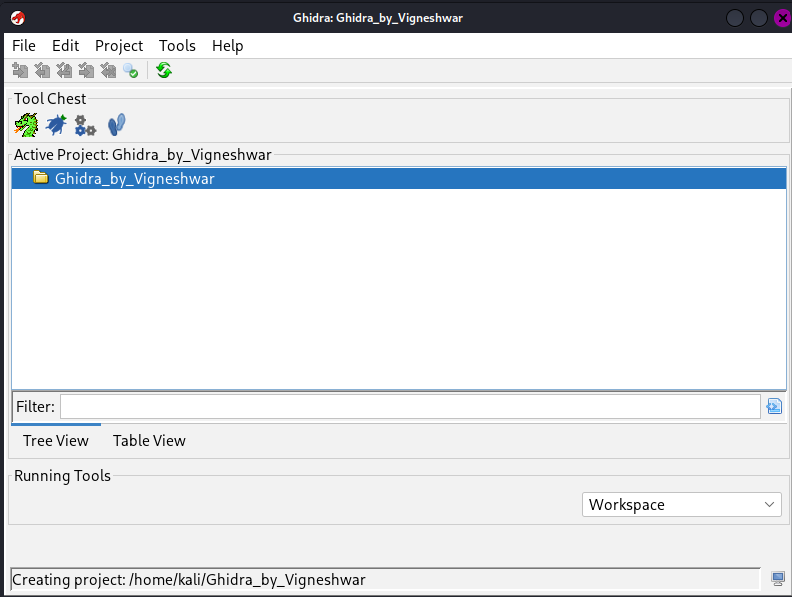 Ghidra: Ghidra_by_Vigneshwar
File Edit Project Tools Help
Tool Chest
Active Project: Ghidra_by_Vigneshwar
Ghidra_by_Vigneshwar
Filter:
Tree View Table View
Running Tools
Workspace
Creating project: /home/kali/Ghidra_by_Vigneshwar